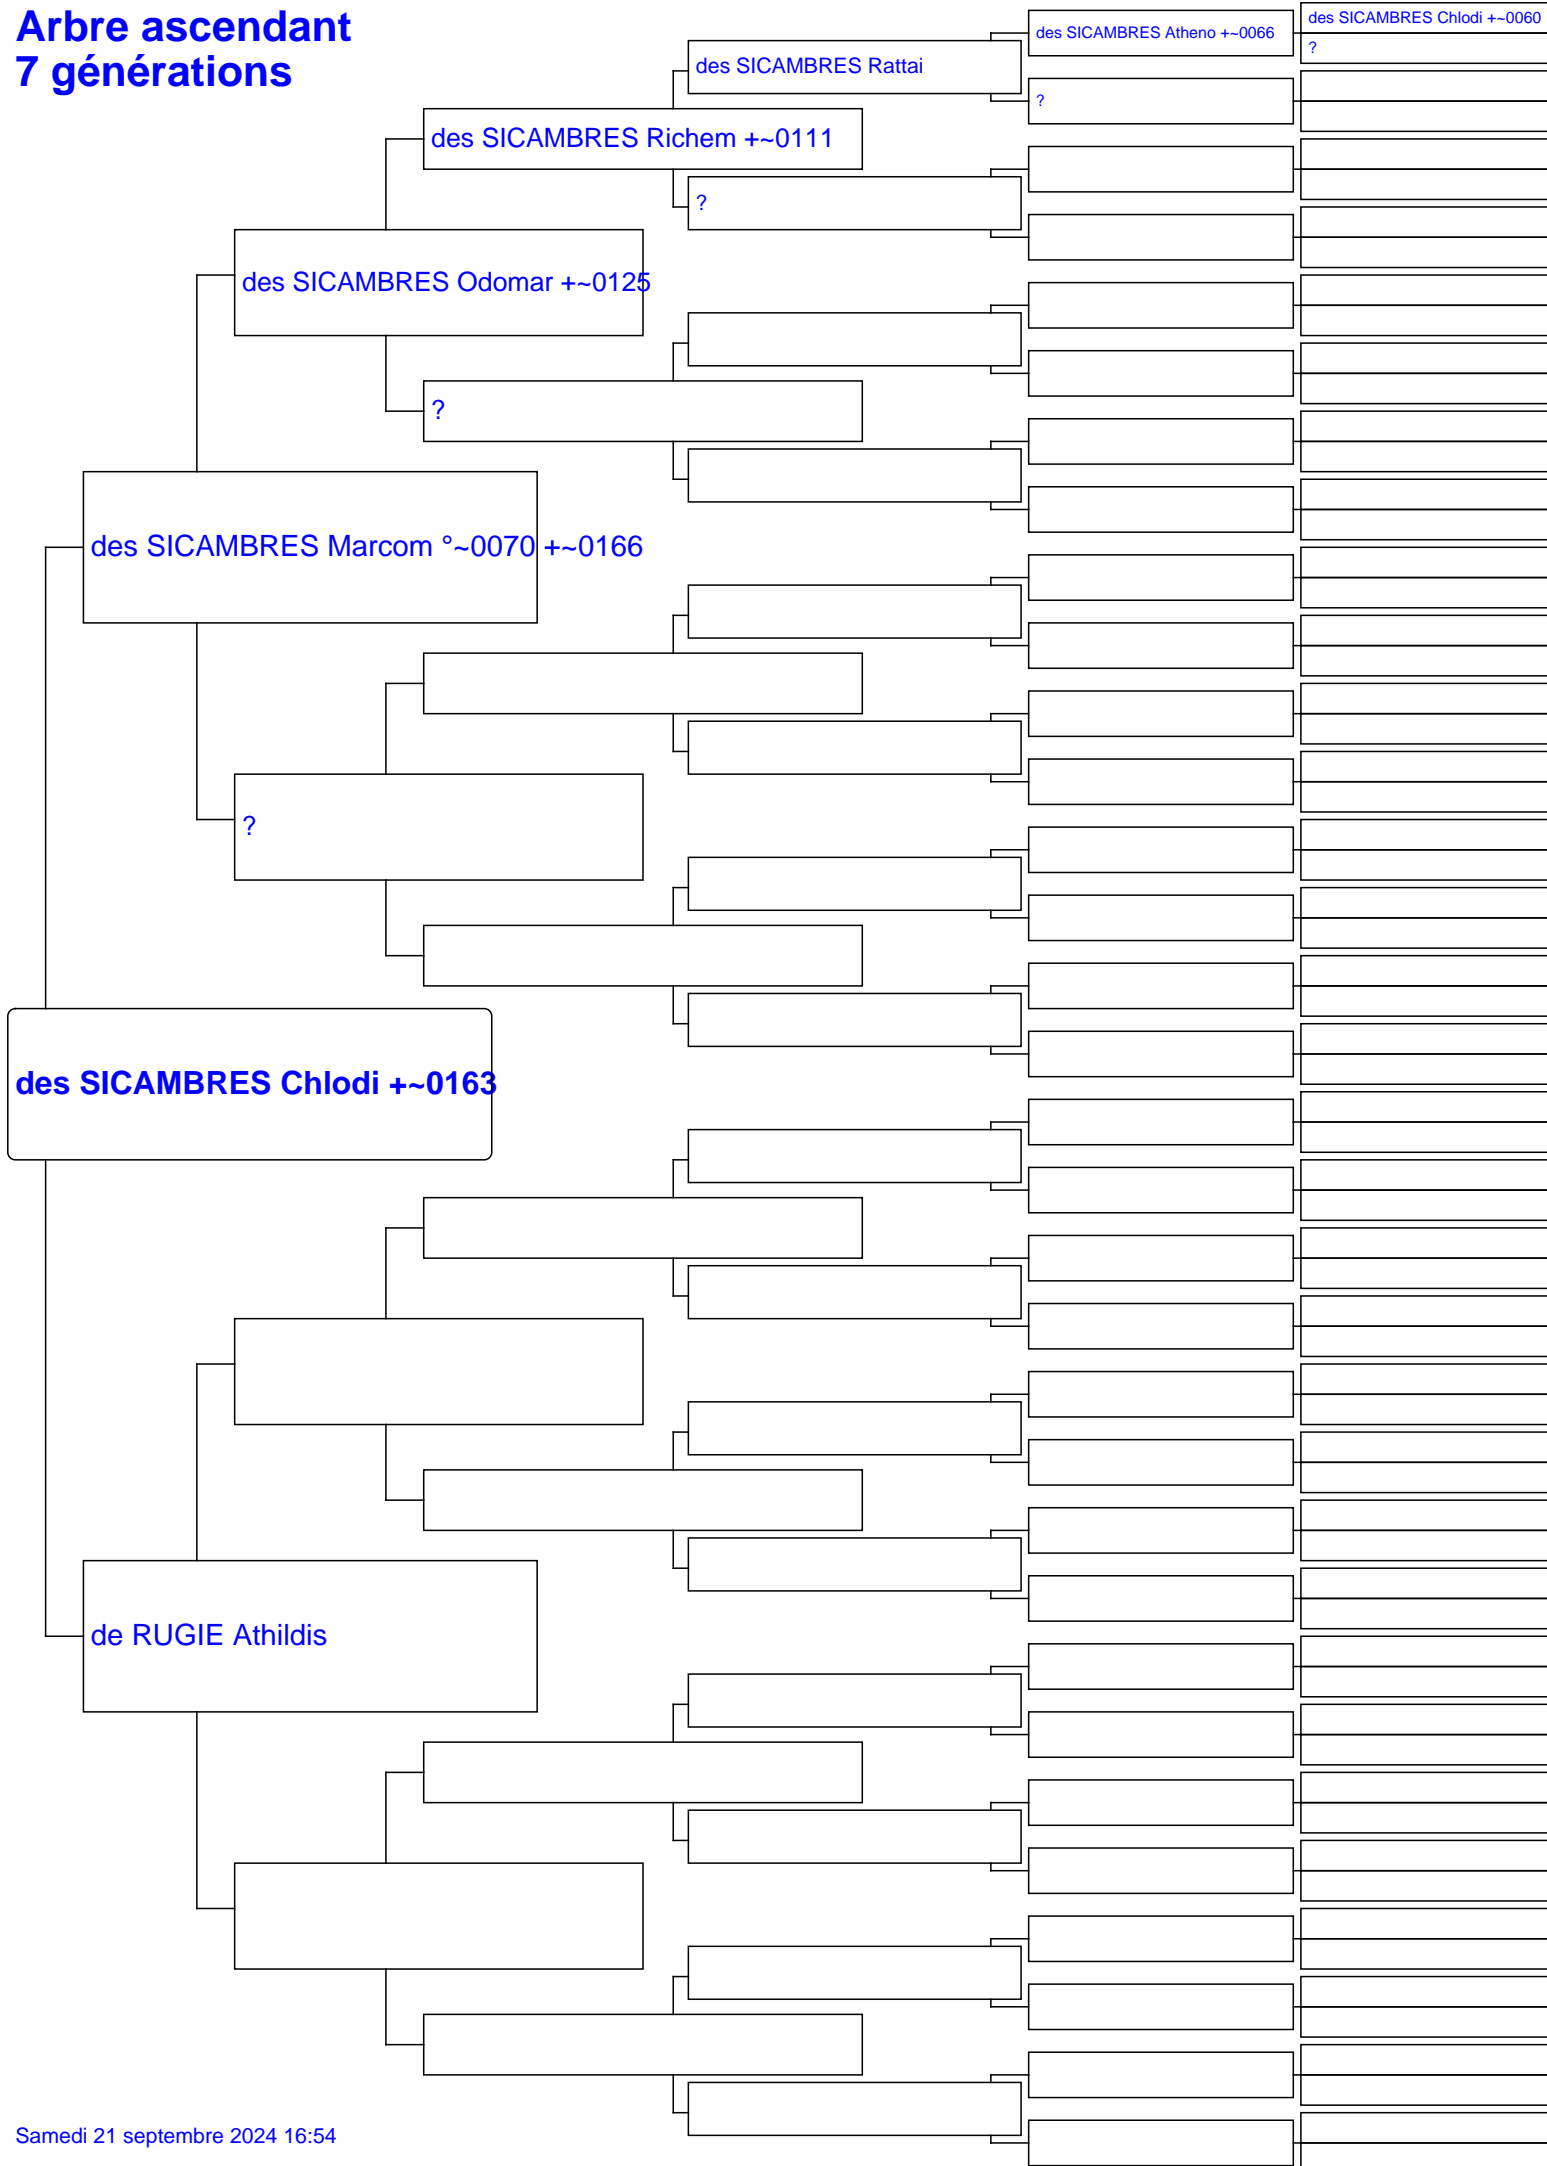 Arbre ascendant
7 générations
des SICAMBRES Chlodi +~0060
?
des SICAMBRES Atheno +~0066
des SICAMBRES Rattai
?
des SICAMBRES Richem +~0111
?
des SICAMBRES Odomar +~0125
?
des SICAMBRES Marcom °~0070 +~0166
?
des SICAMBRES Chlodi +~0163
de RUGIE Athildis
Samedi 21 septembre 2024 16:54